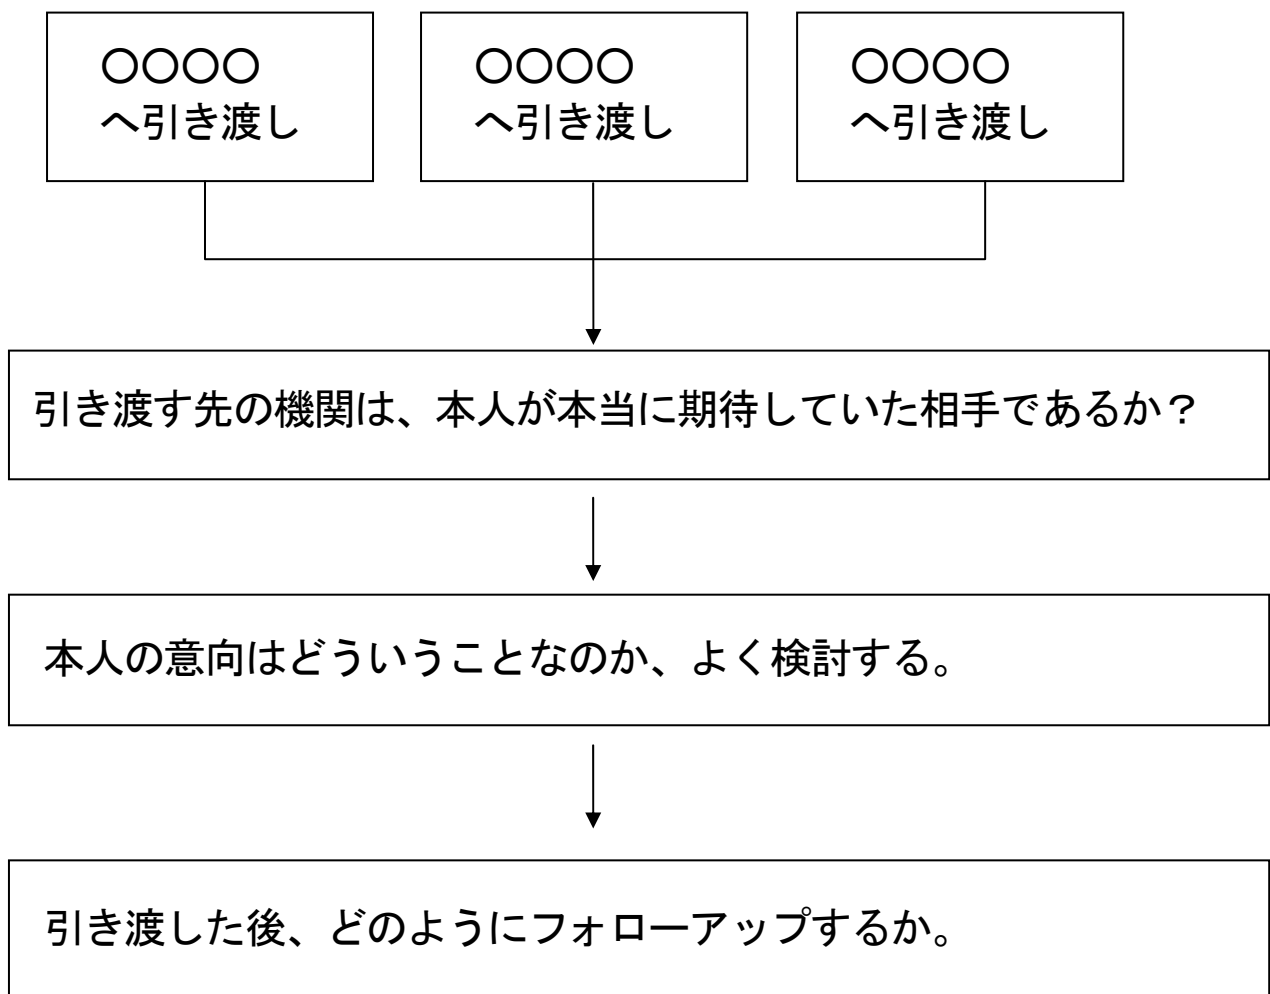 〇〇〇〇
へ引き渡し
〇〇〇〇
へ引き渡し
〇〇〇〇
へ引き渡し
引き渡す先の機関は、本人が本当に期待していた相手であるか？
本人の意向はどういうことなのか、よく検討する。
引き渡した後、どのようにフォローアップするか。